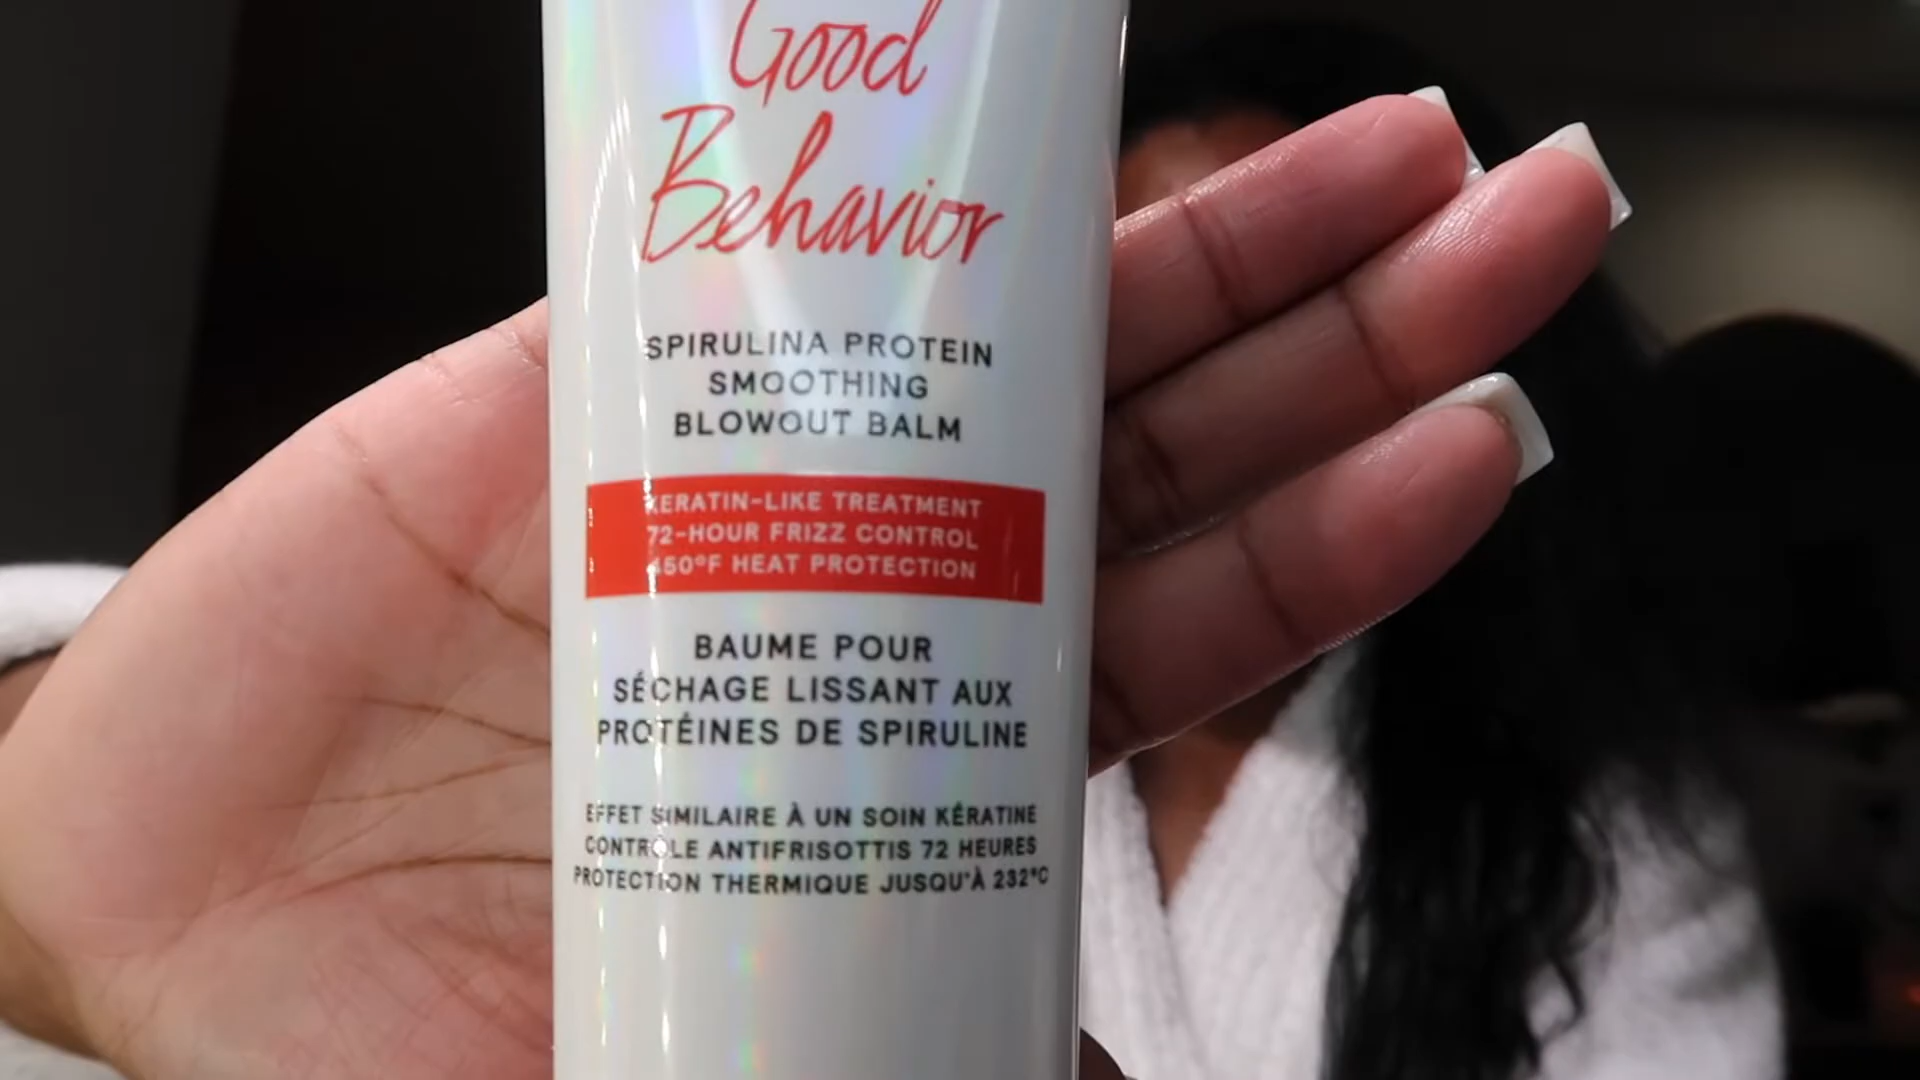 Good
Behavior
SPIRULINA PROTEIN
SMOOTHING
BLOWOUT BALM
KERATIN-LIKE TREATMENT
72-HOUR FRIZZ CONTROL
450°F HEAT PROTECTION
BAUME POUR
SÉCHAGE LISSANT AUX
PROTÉINES DE SPIRULINE
EFFET SIMILAIRE À UN SOIN KÉRATINE
CONTRÔLE ANTIFRISOTTIS 72 HEURES
PROTECTION THERMIQUE JUSQU'À 232°C